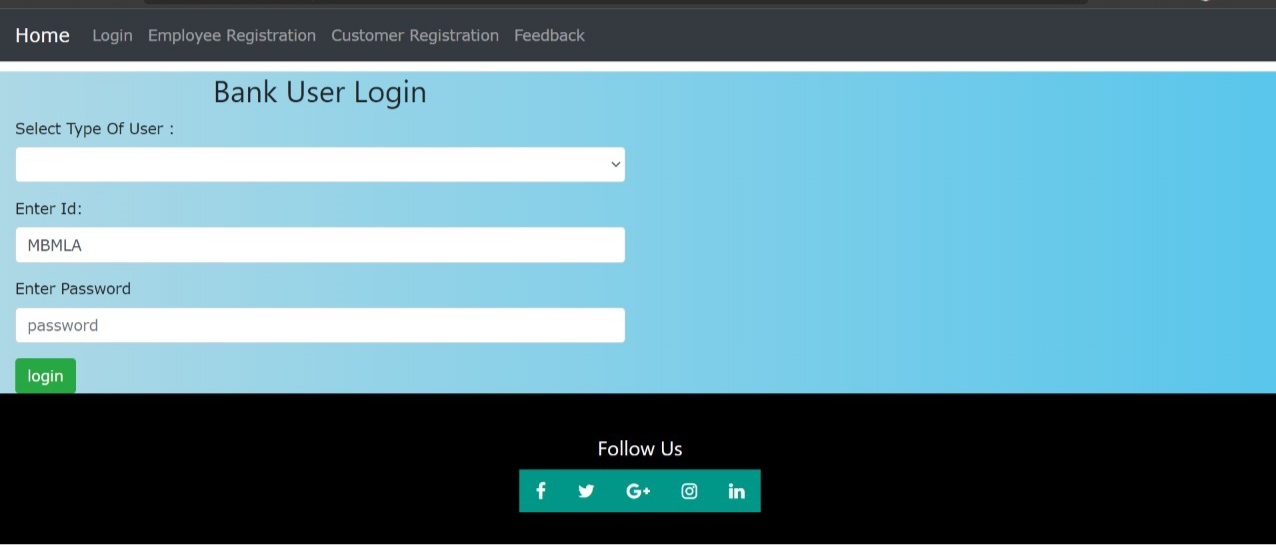 Home Login Employee Registration Customer Registration Feedback
Bank User Login
Select Type Of User :
Enter Id:
MBMLA
Enter Password
password
login
Follow Us